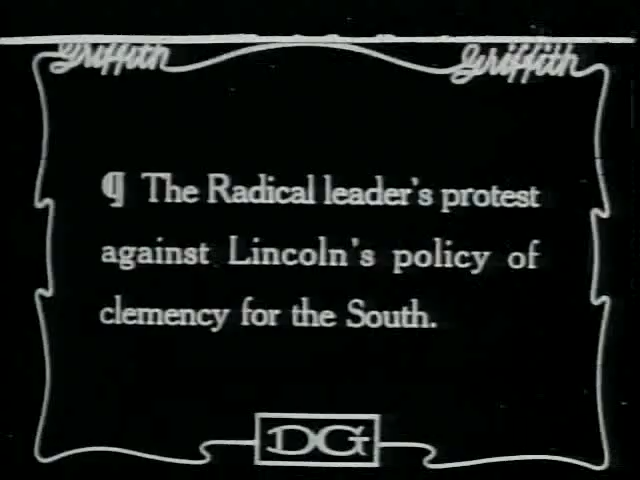 Griffith Griffith
¶ The Radical leader's protest
against Lincoln's policy of
clemency for the South.
DG